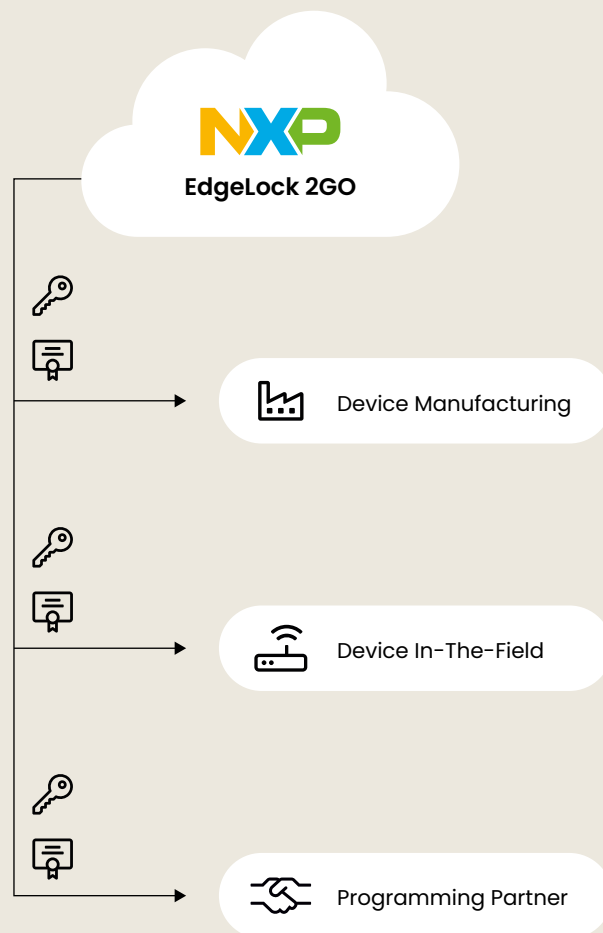 NXP
EdgeLock 2GO
Device Manufacturing
Device In-The-Field
Programming Partner